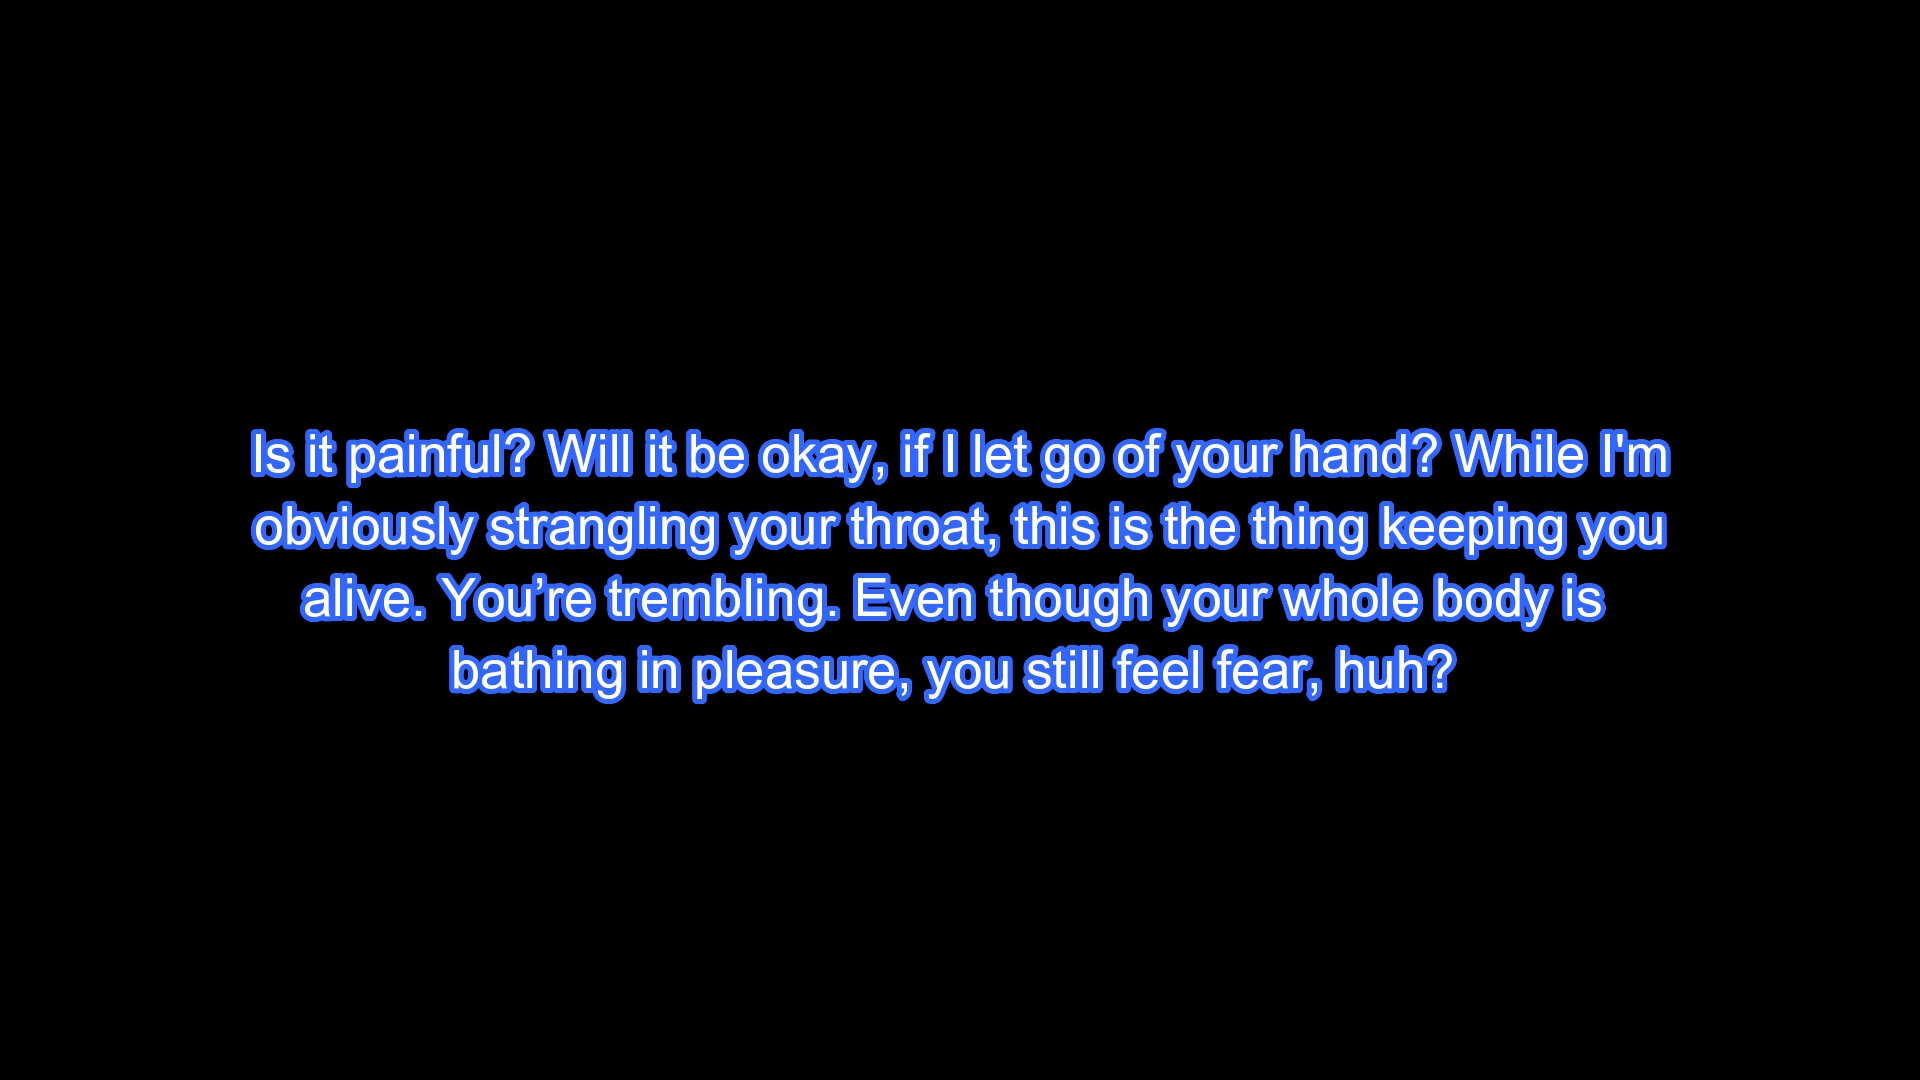 Is it painful? Will it be okay, if I let go of your hand? While I'm
obviously strangling your throat, this is the thing keeping you
alive. You’re trembling. Even though your whole body is
bathing in pleasure, you still feel fear, huh?